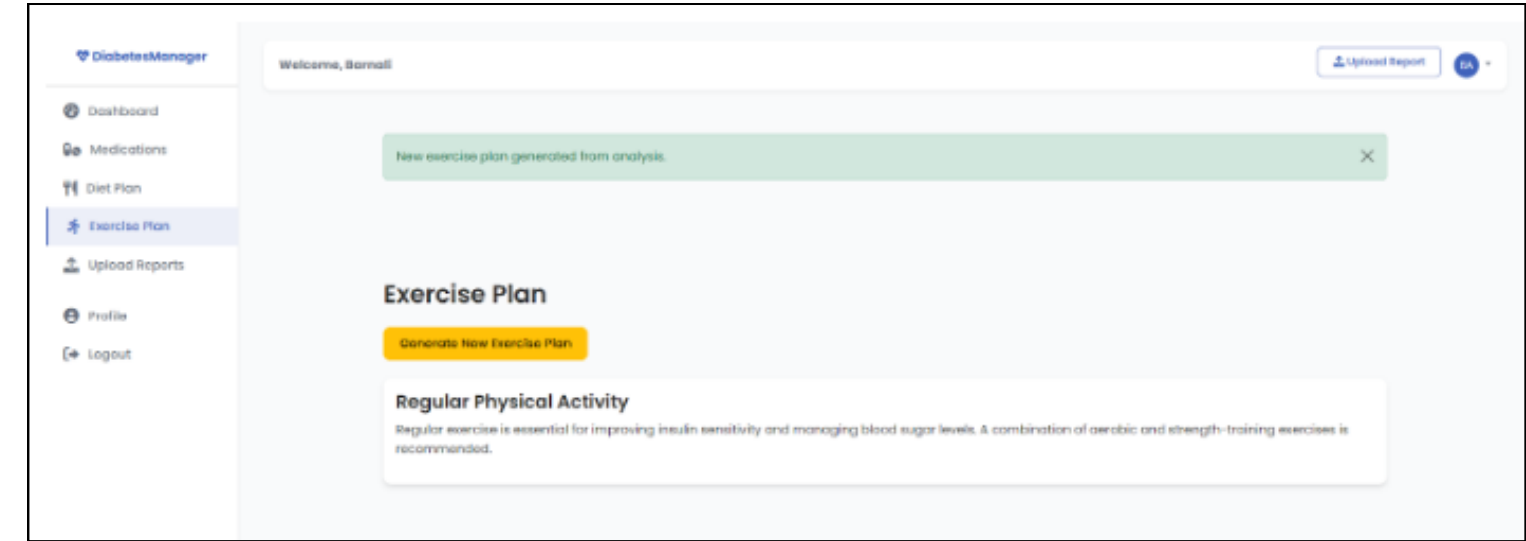 DiabetesManager
Welcome, Barnali
Upload Report
BA
Dashboard
Medications
Diet Plan
Exercise Plan
Upload Reports
Profile
Logout
New exercise plan generated from analysis.
Exercise Plan
Generate New Exercise Plan
Regular Physical Activity
Regular exercise is essential for improving insulin sensitivity and managing blood sugar levels. A combination of aerobic and strength-training exercises is
recommended.